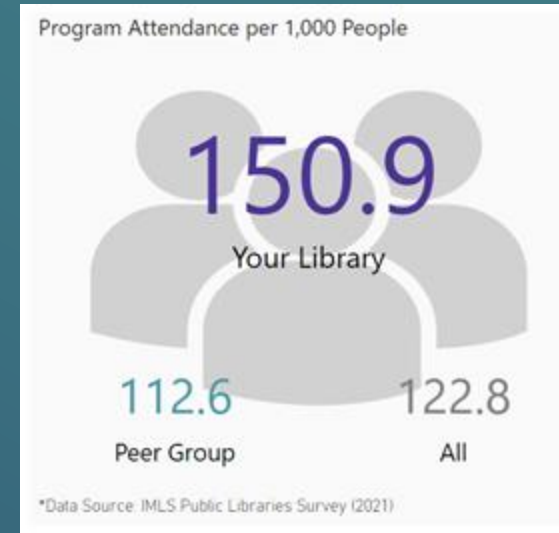 Program Attendance per 1,000 People
150.9
Your Library
112.6 122.8
Peer Group All
*Data Source: IMLS Public Libraries Survey (2021)